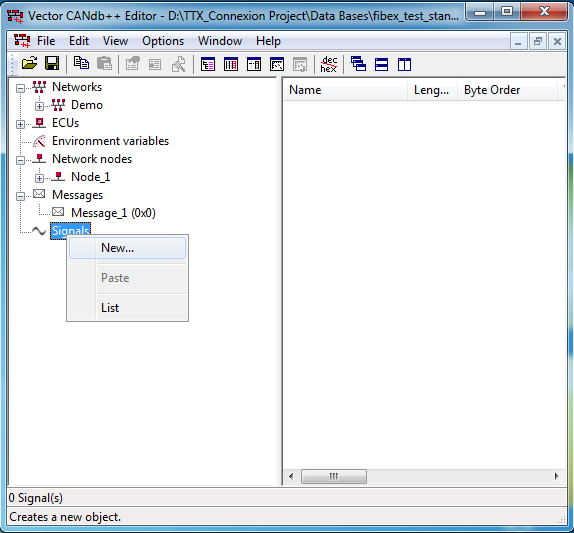 Vector CANdb++ Editor - D:\TTX_Connexion Project\Data Bases\fibex_test_stan...
File Edit View Options Window Help
dec
hex
Networks
Demo
ECUs
Environment variables
Network nodes
Node_1
Messages
Message_1 (0x0)
Signals
New...
Paste
List
Name Leng... Byte Order
0 Signal(s)
Creates a new object.